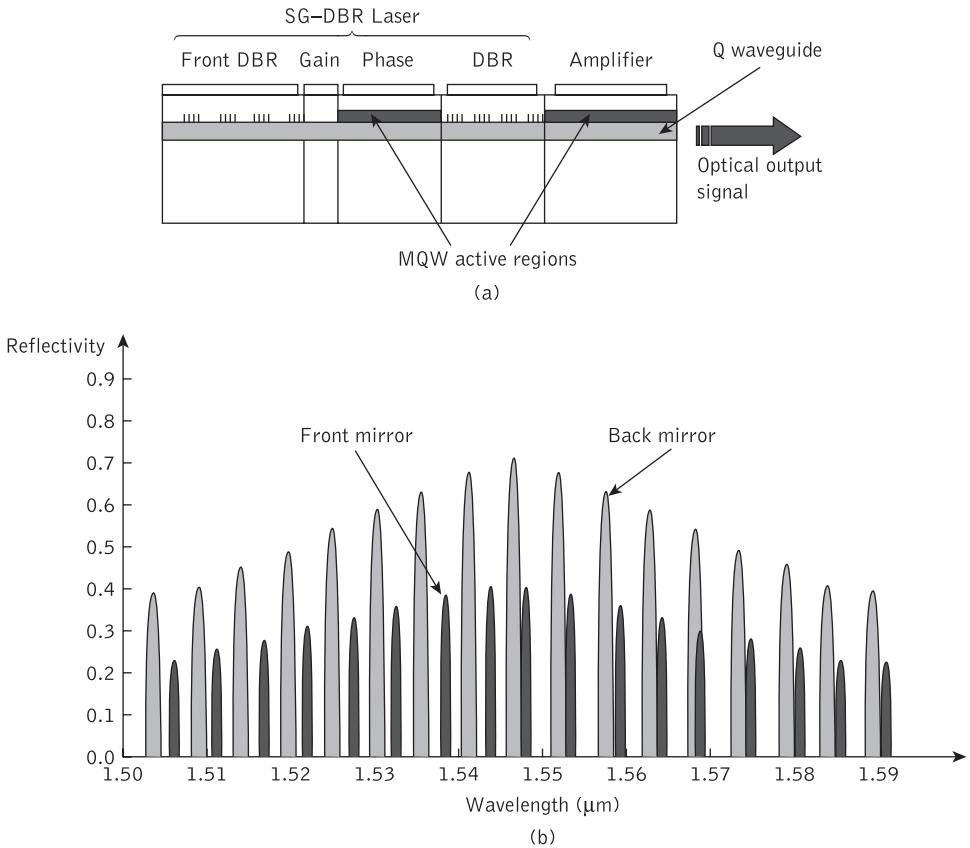 SG–DBR Laser
Front DBR Gain Phase DBR Amplifier
Q waveguide
Optical output
signal
MQW active regions
(a)
Reflectivity
0.9
0.8
0.7
0.6
0.5
0.4
0.3
0.2
0.1
0.0
Front mirror
Back mirror
1.50 1.51 1.52 1.53 1.54 1.55 1.56 1.57 1.58 1.59
Wavelength (μm)
(b)